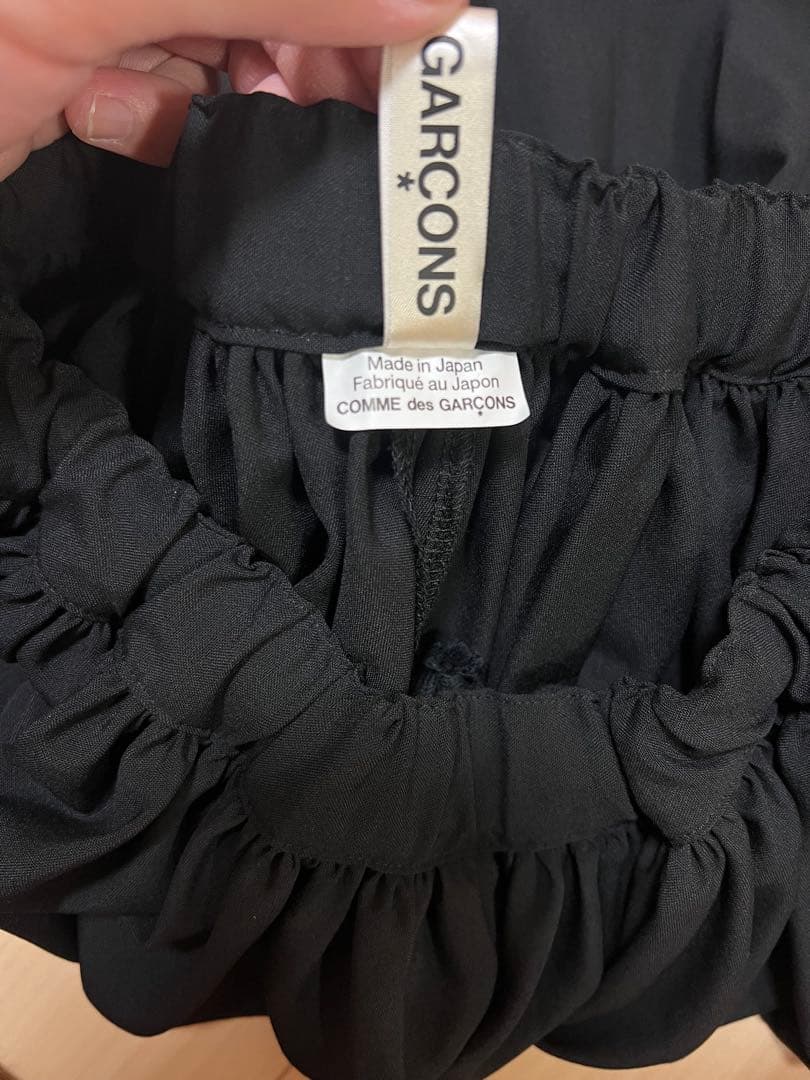 GARÇONS
Made in Japan
Fabriqué au Japon
COMME des GARÇONS